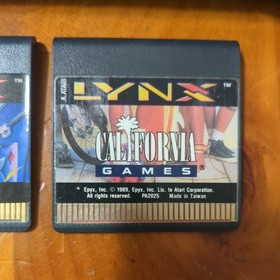 ATARI
LYNX
TM
CALIFORNIA
GAMES
Epyx, Inc. © 1989, Epyx, Inc. Lic. to Atari Corporation.
All rights reserved. PA2025 Made in Taiwan
TM